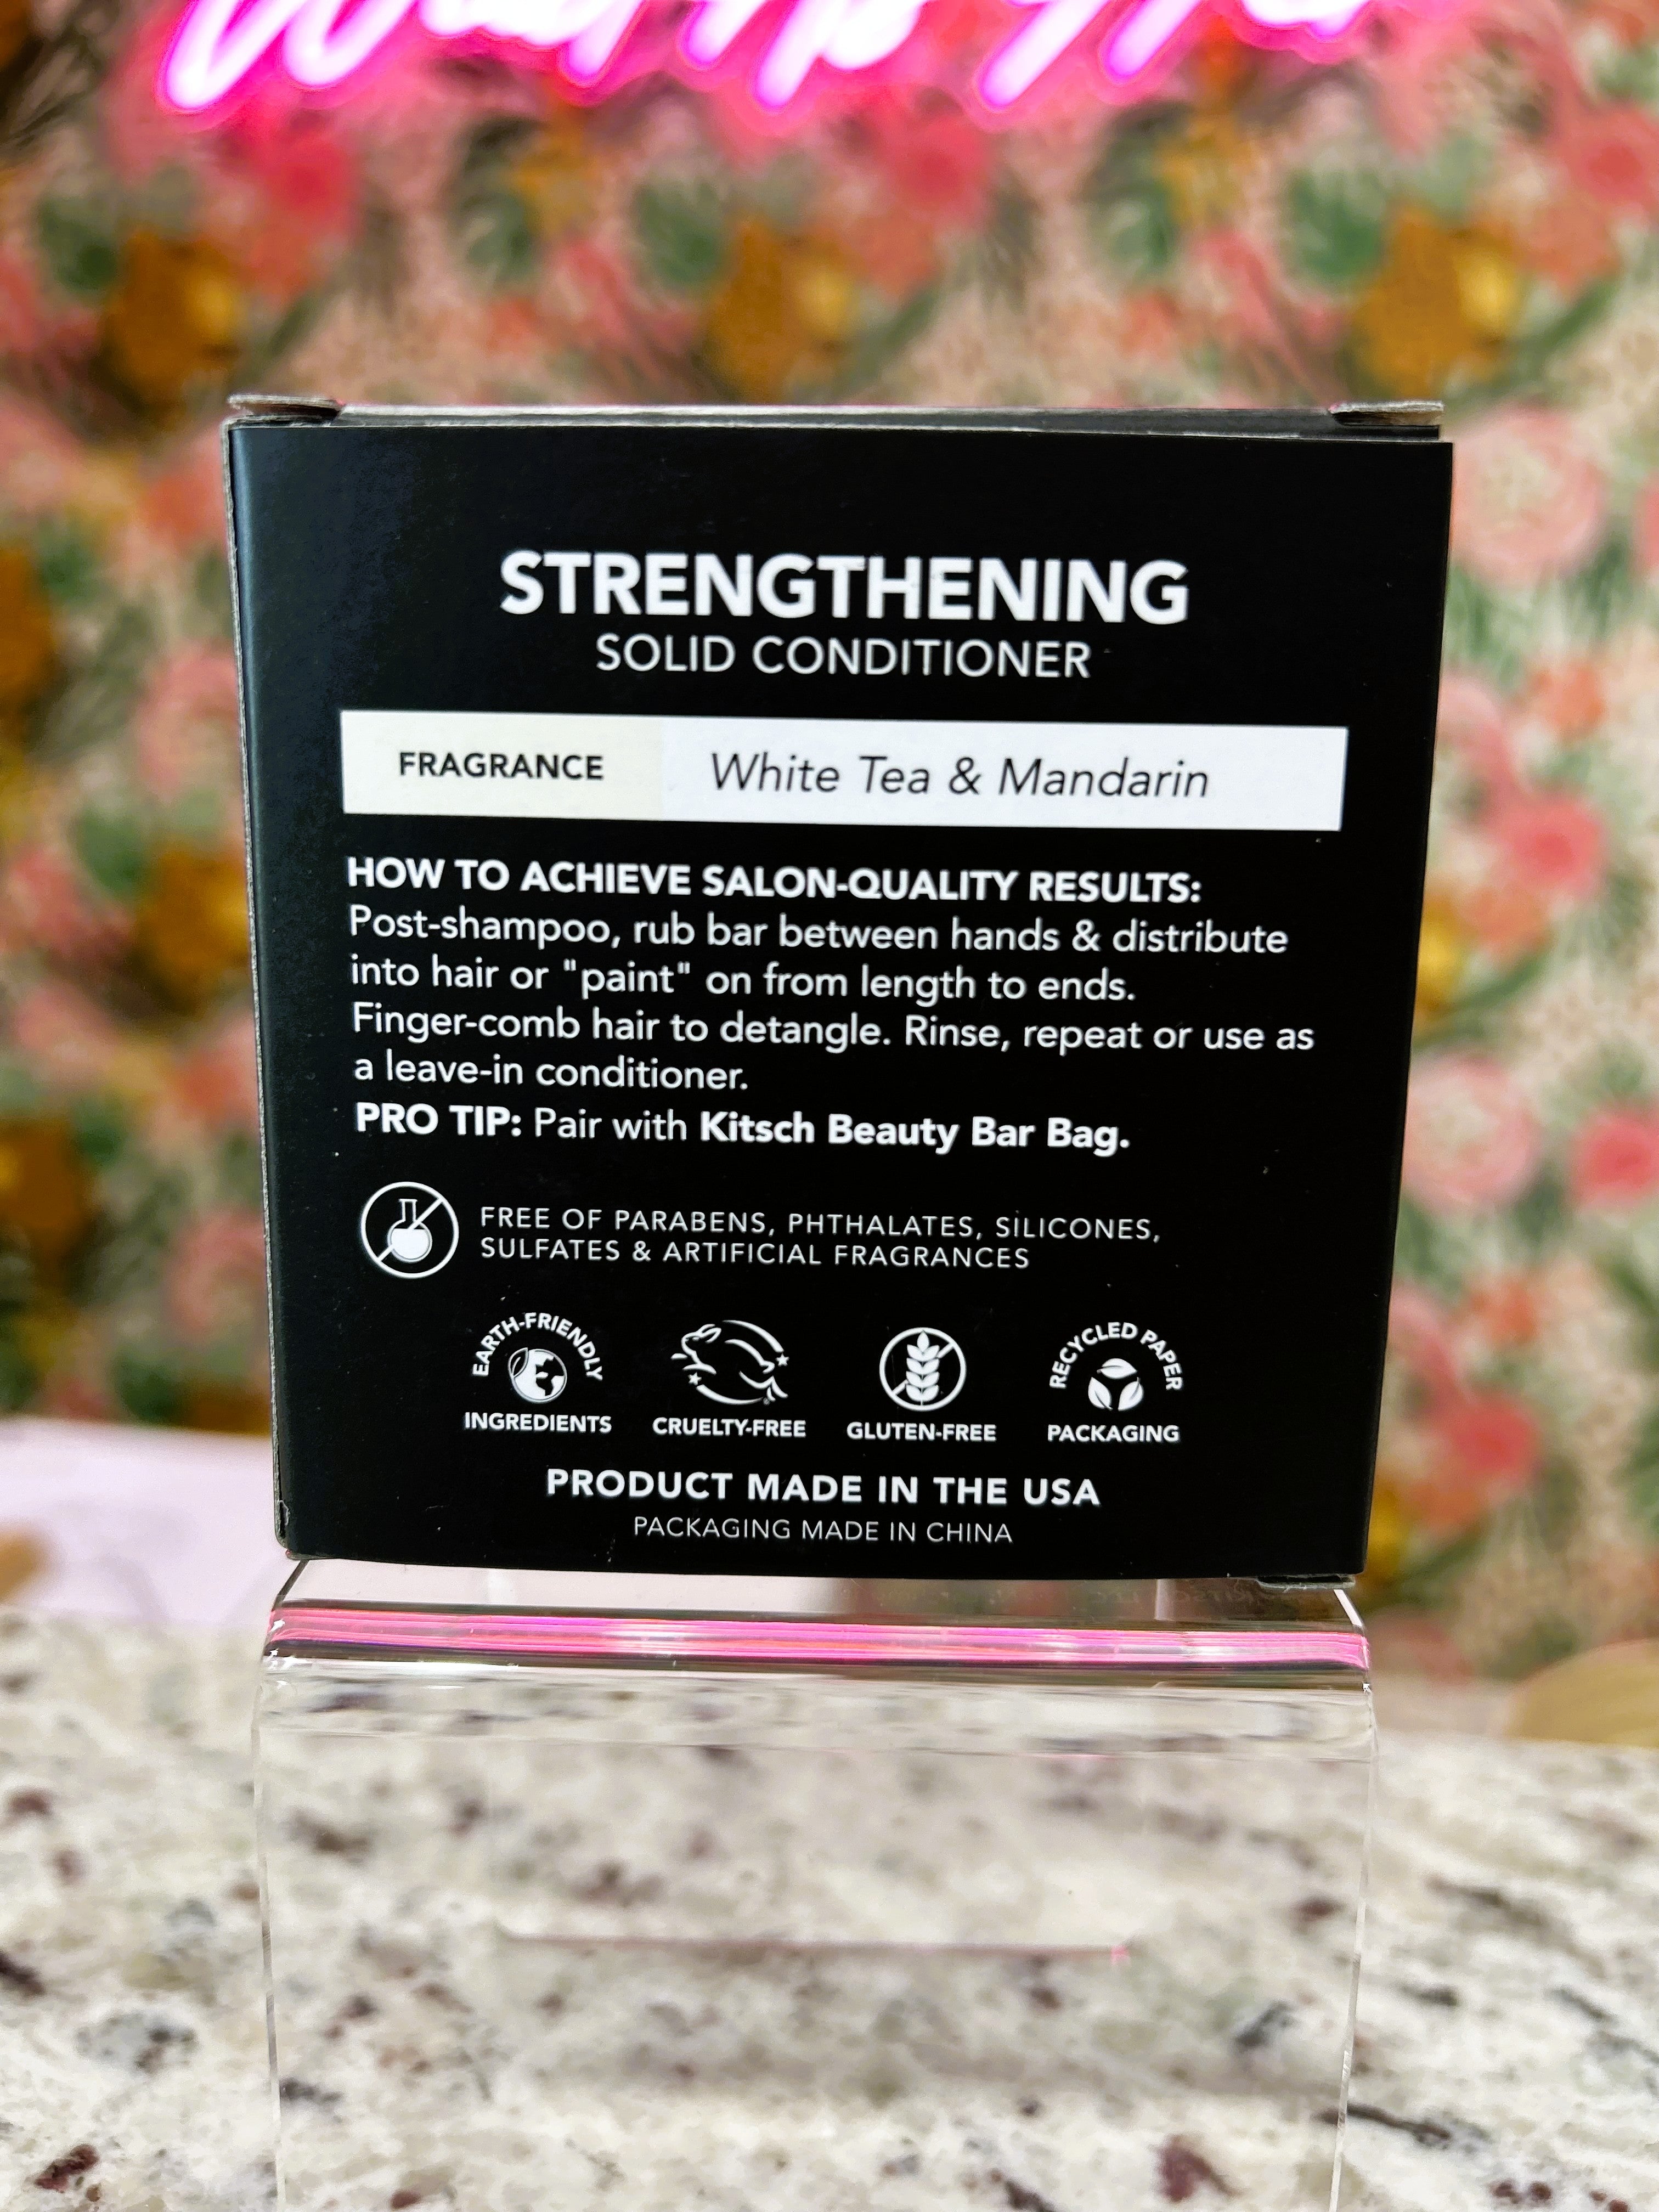 STRENGTHENING
SOLID CONDITIONER
FRAGRANCE White Tea & Mandarin
HOW TO ACHIEVE SALON-QUALITY RESULTS:
Post-shampoo, rub bar between hands & distribute
into hair or "paint" on from length to ends.
Finger-comb hair to detangle. Rinse, repeat or use as
a leave-in conditioner.
PRO TIP: Pair with Kitsch Beauty Bar Bag.
FREE OF PARABENS, PHTHALATES, SILICONES,
SULFATES & ARTIFICIAL FRAGRANCES
EARTH-FRIENDLY
INGREDIENTS
CRUELTY-FREE
GLUTEN-FREE
RECYCLED PAPER
PACKAGING
PRODUCT MADE IN THE USA
PACKAGING MADE IN CHINA